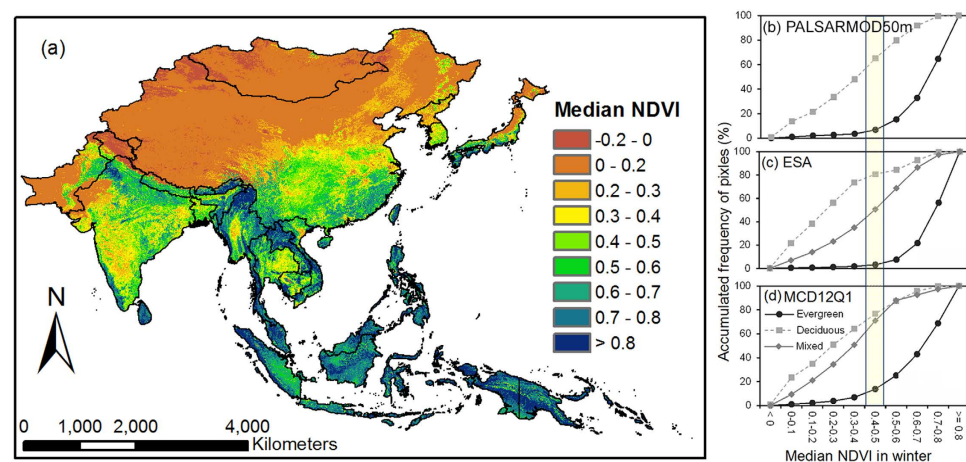 (a)
Median NDVI
-0.2 - 0
0 - 0.2
0.2 - 0.3
0.3 - 0.4
0.4 - 0.5
0.5 - 0.6
0.6 - 0.7
0.7 - 0.8
> 0.8
N
0 1,000 2,000 4,000
Kilometers
Accumulated frequency of pixles (%)
(b) PALSARMOD50m
100
80
60
40
20
0
(c) ESA
100
80
60
40
20
0
(d) MCD12Q1
Evergreen
Deciduous
Mixed
100
80
60
40
20
0
0
0-0.1
0.1-0.2
0.2-0.3
0.3-0.4
0.4-0.5
0.5-0.6
0.6-0.7
0.7-0.8
>= 0.8
Median NDVI in winter